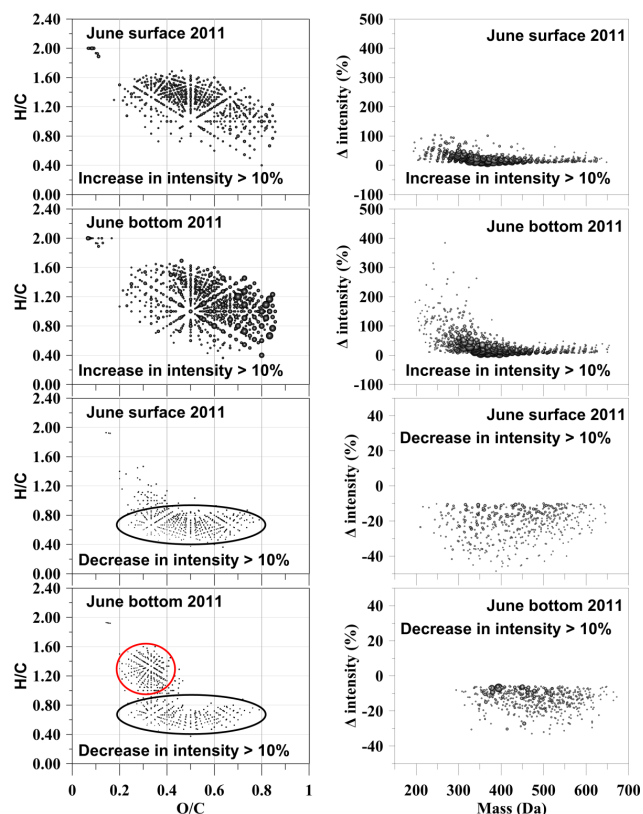 June surface 2011
H/C
2.40
2.00
1.60
1.20
0.80
0.40
0.00
Increase in intensity > 10%
June surface 2011
Δ intensity (%)
500
400
300
200
100
0
-100
Increase in intensity > 10%
June bottom 2011
H/C
2.40
2.00
1.60
1.20
0.80
0.40
0.00
Increase in intensity > 10%
June bottom 2011
Δ intensity (%)
500
400
300
200
100
0
-100
Increase in intensity > 10%
June surface 2011
H/C
2.40
2.00
1.60
1.20
0.80
0.40
0.00
Decrease in intensity > 10%
June surface 2011
Decrease in intensity > 10%
Δ intensity (%)
40
20
0
-20
-40
June bottom 2011
H/C
2.40
2.00
1.60
1.20
0.80
0.40
0.00
Decrease in intensity > 10%
0 0.2 0.4 0.6 0.8 1
O/C
June bottom 2011
Decrease in intensity > 10%
Δ intensity (%)
40
20
0
-20
-40
200 300 400 500 600 700
Mass (Da)